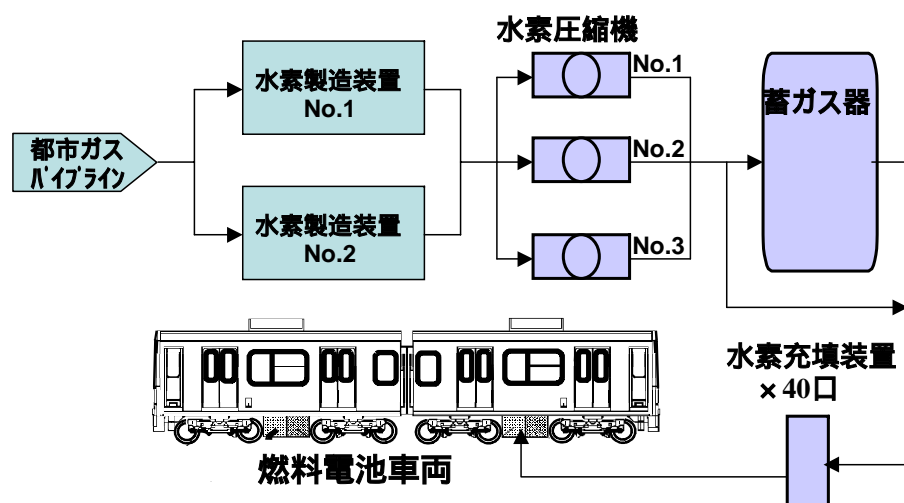 水素圧縮機
水素製造装置
No.1
No.1
蓄ガス器
都市ガス
ﾊﾟｲﾌﾟﾗｲﾝ
No.2
水素製造装置
No.2
No.3
水素充填装置
×40口
燃料電池車両